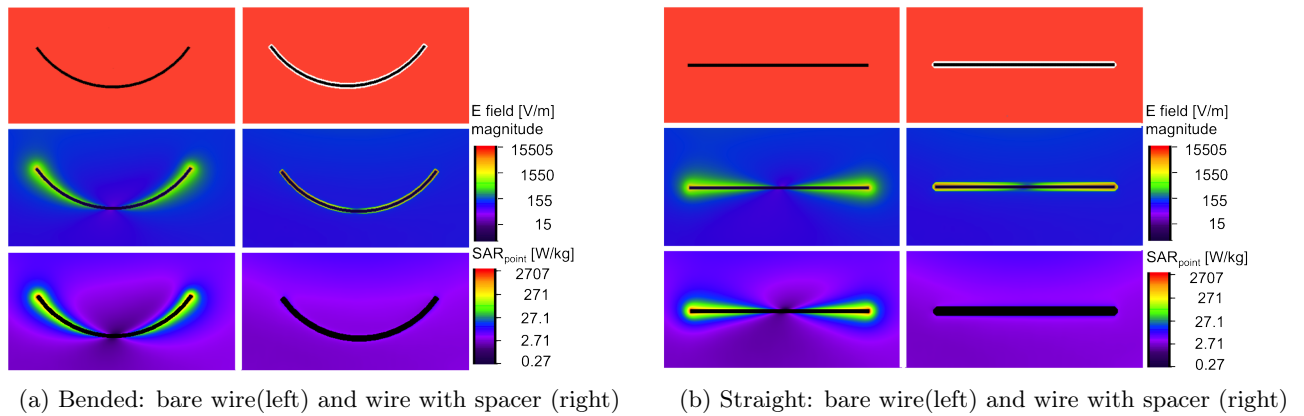 E field [V/m]
magnitude
15505
1550
155
15
SARpoint [W/kg]
2707
271
27.1
2.71
0.27
(a) Bended: bare wire(left) and wire with spacer (right)
E field [V/m]
magnitude
15505
1550
155
15
SARpoint [W/kg]
2707
271
27.1
2.71
0.27
(b) Straight: bare wire(left) and wire with spacer (right)